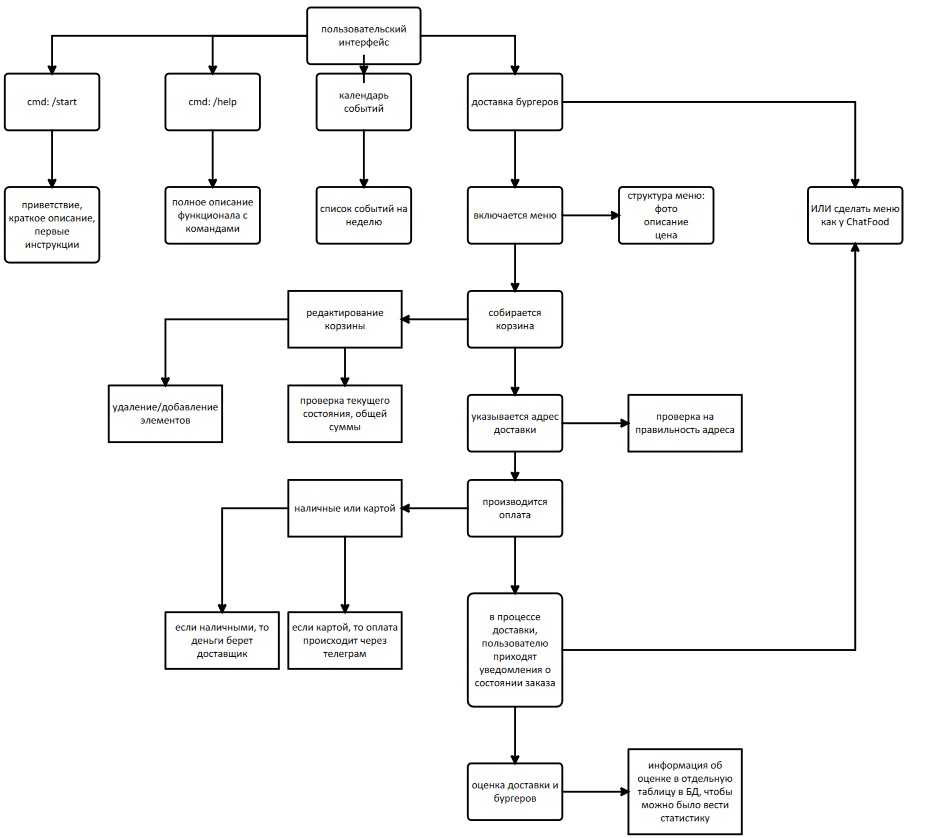 пользовательский
интерфейс
cmd: /start
cmd: /help
календарь
событий
доставка бургеров
приветствие,
краткое описание,
первые
инструкции
полное описание
функционала с
командами
список событий на
неделю
включается меню
структура меню:
фото
описание
цена
ИЛИ сделать меню
как у ChatFood
редактирование
корзины
собирается
корзина
удаление/добавление
элементов
проверка текущего
состояния, общей
суммы
указывается адрес
доставки
проверка на
правильность адреса
наличные или картой
производится
оплата
если наличными, то
деньги берет
доставщик
если картой, то оплата
происходит через
телеграм
в процессе
доставки,
пользователю
приходят
уведомления о
состоянии заказа
оценка доставки и
бургеров
информация об
оценке в отдельную
таблицу в БД, чтобы
можно было вести
статистику